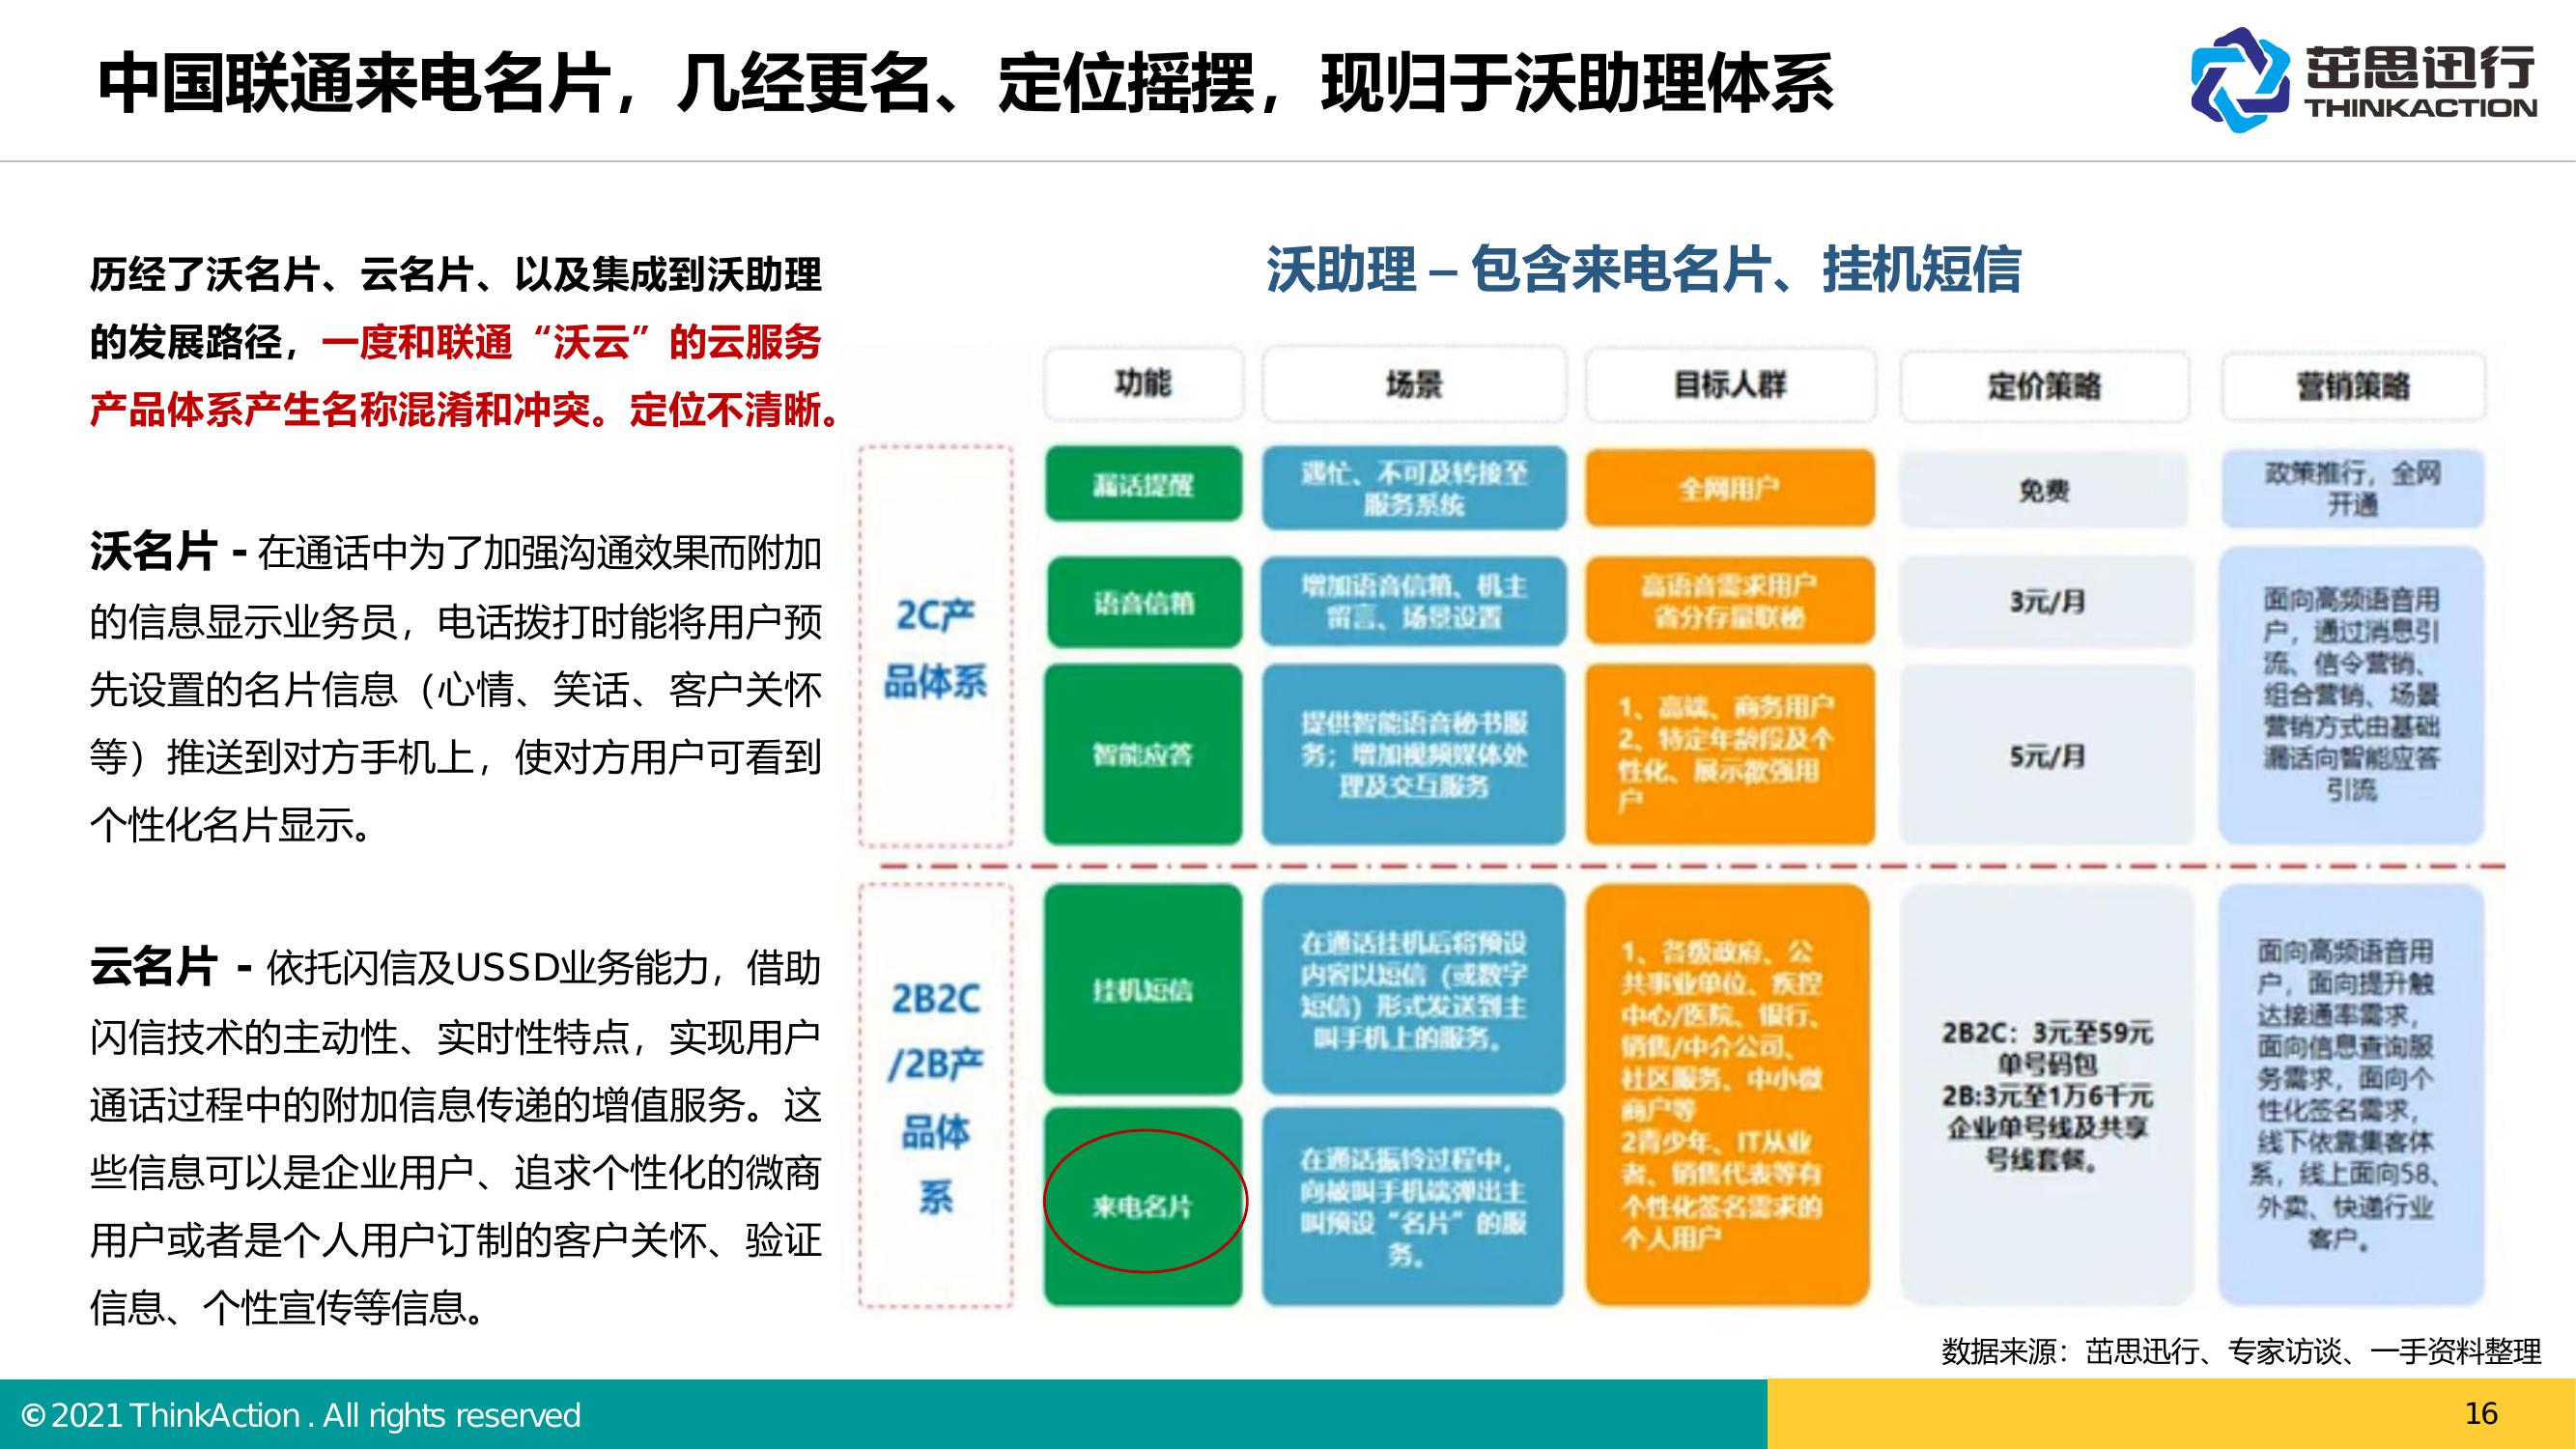 中国联通来电名片，几经更名、定位摇摆，现归于沃助理体系
茁思迅行
THINKACTION
历经了沃名片、云名片、以及集成到沃助理
的发展路径，一度和联通“沃云”的云服务
产品体系产生名称混淆和冲突。定位不清晰。
沃名片 - 在通话中为了加强沟通效果而附加
的信息显示业务员，电话拨打时能将用户预
先设置的名片信息（心情、笑话、客户关怀
等）推送到对方手机上，使对方用户可看到
个性化名片显示。
云名片 - 依托闪信及USSD业务能力，借助
闪信技术的主动性、实时性特点，实现用户
通话过程中的附加信息传递的增值服务。这
些信息可以是企业用户、追求个性化的微商
用户或者是个人用户订制的客户关怀、验证
信息、个性宣传等信息。
沃助理 – 包含来电名片、挂机短信
功能
场景
目标人群
定价策略
营销策略
2C产
品体系
漏话提醒
遇忙、不可及转接至
服务系统
全网用户
免费
政策推行，全网
开通
语音信箱
增加语音信箱、机主
留言、场景设置
高语音需求用户
省分存量联秘
3元/月
智能应答
提供智能语音秘书服
务；增加视频媒体处
理及交互服务
1、高端、商务用户
2、特定年龄段及个
性化、展示欲强用
户
5元/月
面向高频语音用
户，通过消息引
流、信令营销、
组合营销、场景
营销方式由基础
漏话向智能应答
引流
2B2C
/2B产
品体
系
挂机短信
在通话挂机后将预设
内容以短信（或数字
短信）形式发送到主
叫手机上的服务。
来电名片
在通话振铃过程中，
向被叫手机端弹出主
叫预设“名片”的服
务。
1、各级政府、公
共事业单位、疾控
中心/医院、银行、
销售/中介公司、
社区服务、中小微
商户等
2青少年、IT从业
者、销售代表等有
个性化签名需求的
个人用户
2B2C：3元至59元
单号码包
2B:3元至1万6千元
企业单号线及共享
号线套餐。
面向高频语音用
户，面向提升触
达接通率需求，
面向信息查询服
务需求，面向个
性化签名需求，
线下依靠集客体
系，线上面向58、
外卖、快递行业
客户。
数据来源：茁思迅行、专家访谈、一手资料整理
© 2021 ThinkAction . All rights reserved
16